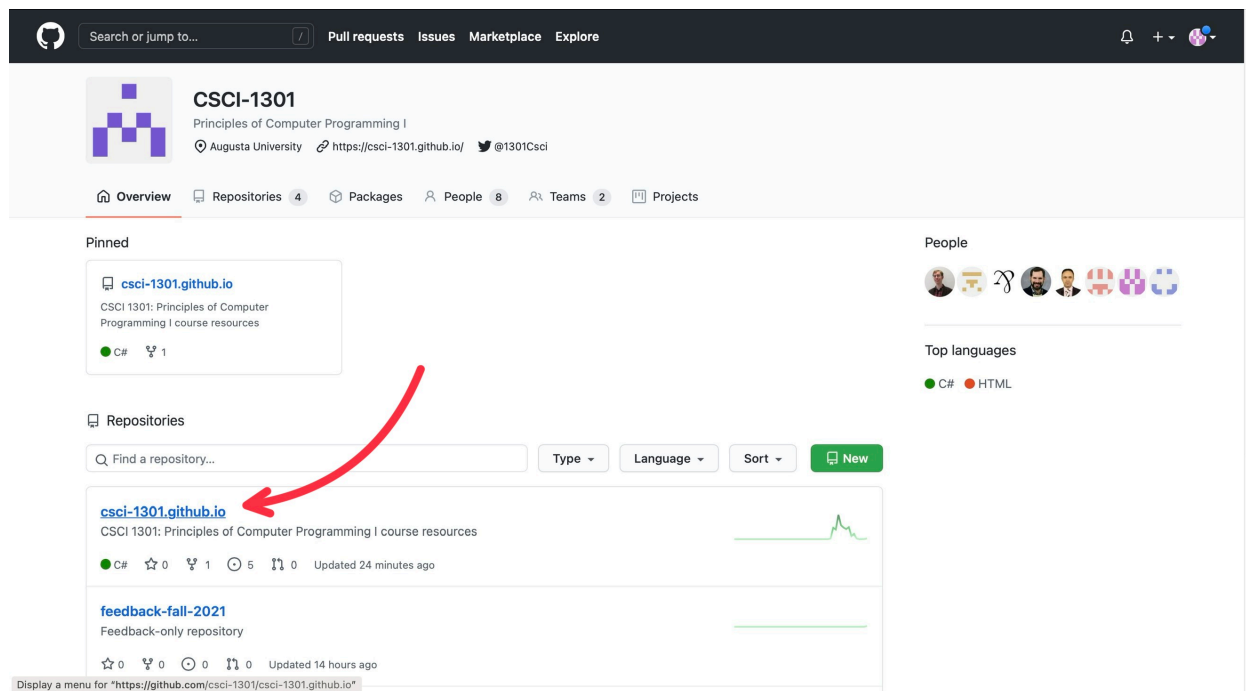 Search or jump to... / Pull requests Issues Marketplace Explore
CSCI-1301
Principles of Computer Programming I
Augusta University https://csci-1301.github.io/ @1301Csci
Overview Repositories 4 Packages People 8 Teams 2 Projects
Pinned
csci-1301.github.io
CSCI 1301: Principles of Computer
Programming I course resources
C# 1
People
Top languages
C# HTML
Repositories
Find a repository... Type Language Sort New
csci-1301.github.io
CSCI 1301: Principles of Computer Programming I course resources
C# 0 1 5 0 Updated 24 minutes ago
feedback-fall-2021
Feedback-only repository
0 0 0 0 Updated 14 hours ago
Display a menu for "https://github.com/csci-1301/csci-1301.github.io"